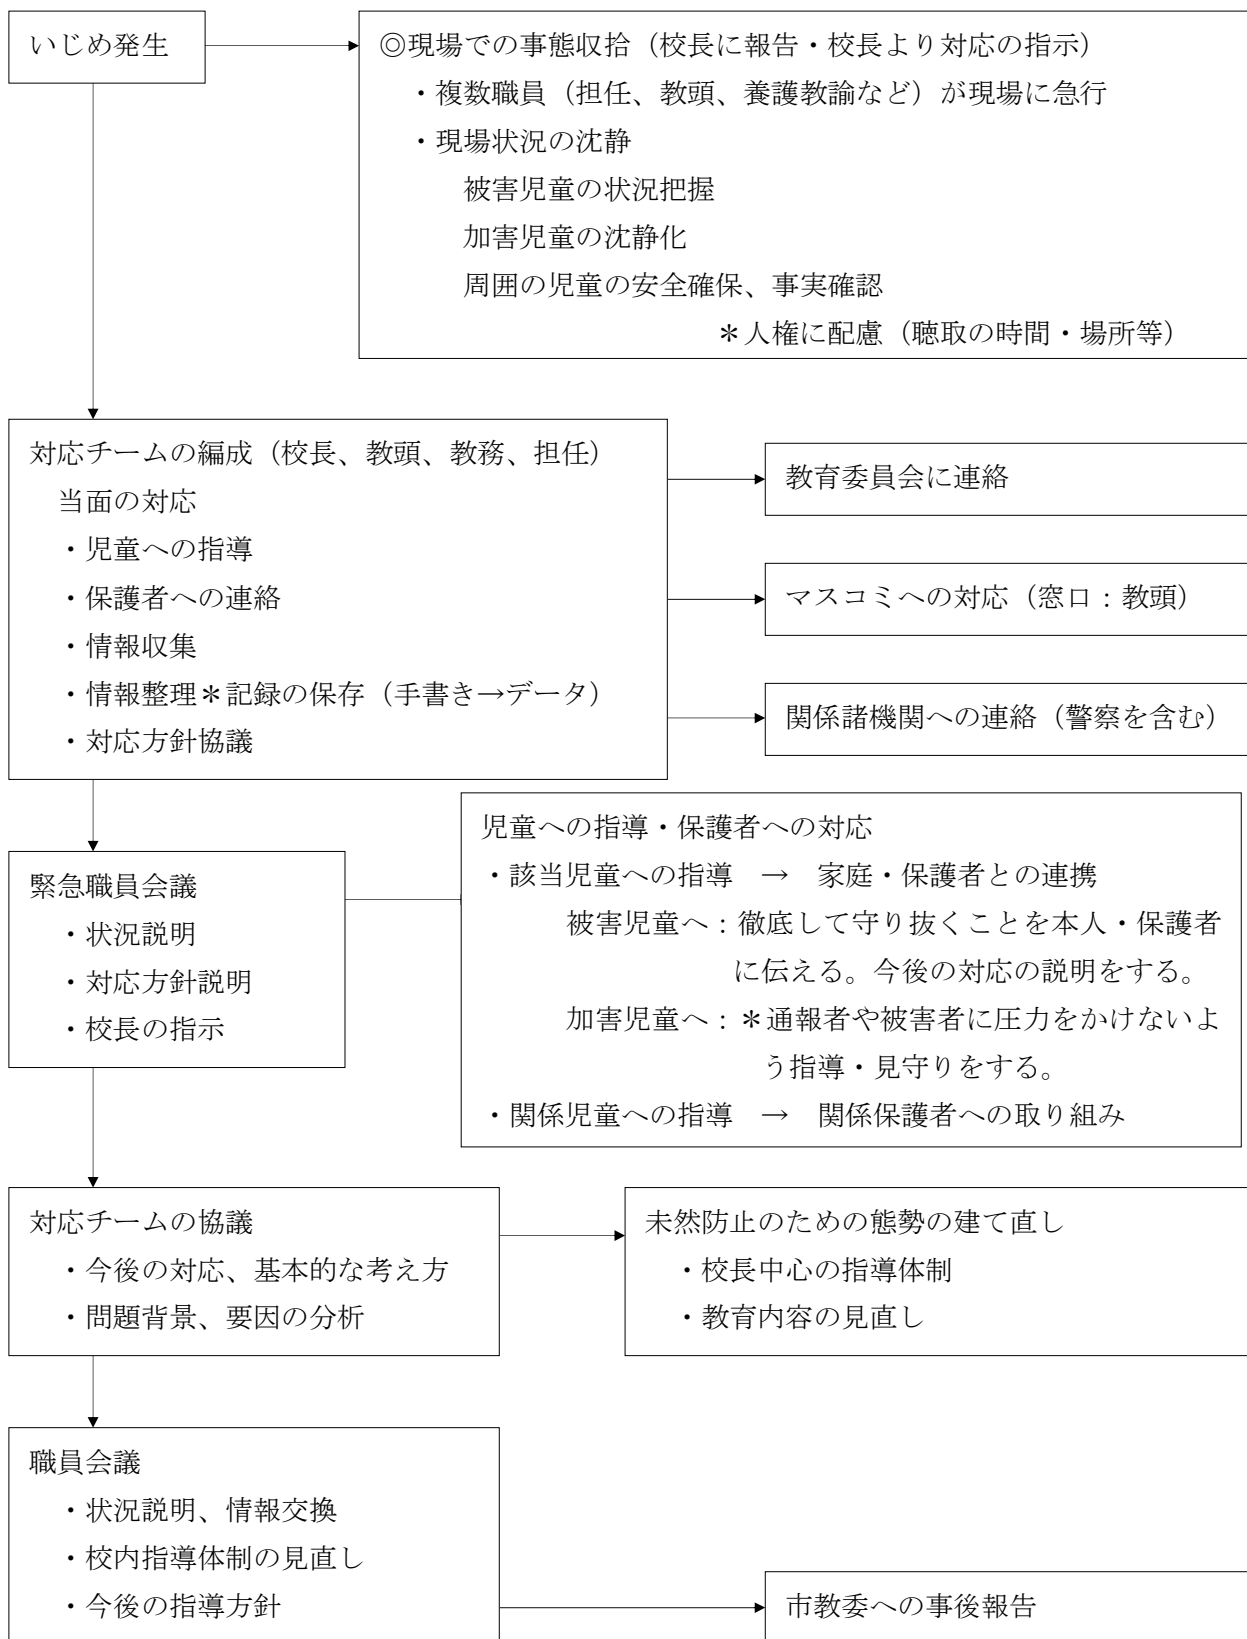 いじめ発生
◎現場での事態収拾（校長に報告・校長より対応の指示）
・複数職員（担任、教頭、養護教諭など）が現場に急行
・現場状況の沈静
被害児童の状況把握
加害児童の沈静化
周囲の児童の安全確保、事実確認
＊人権に配慮（聴取の時間・場所等）
対応チームの編成（校長、教頭、教務、担任）
当面の対応
・児童への指導
・保護者への連絡
・情報収集
・情報整理＊記録の保存（手書き→データ）
・対応方針協議
教育委員会に連絡
マスコミへの対応（窓口：教頭）
関係諸機関への連絡（警察を含む）
緊急職員会議
・状況説明
・対応方針説明
・校長の指示
児童への指導・保護者への対応
・該当児童への指導　→　家庭・保護者との連携
被害児童へ：徹底して守り抜くことを本人・保護者
に伝える。今後の対応の説明をする。
加害児童へ：＊通報者や被害者に圧力をかけないよ
う指導・見守りをする。
・関係児童への指導　→　関係保護者への取り組み
対応チームの協議
・今後の対応、基本的な考え方
・問題背景、要因の分析
未然防止のための態勢の建て直し
・校長中心の指導体制
・教育内容の見直し
職員会議
・状況説明、情報交換
・校内指導体制の見直し
・今後の指導方針
市教委への事後報告